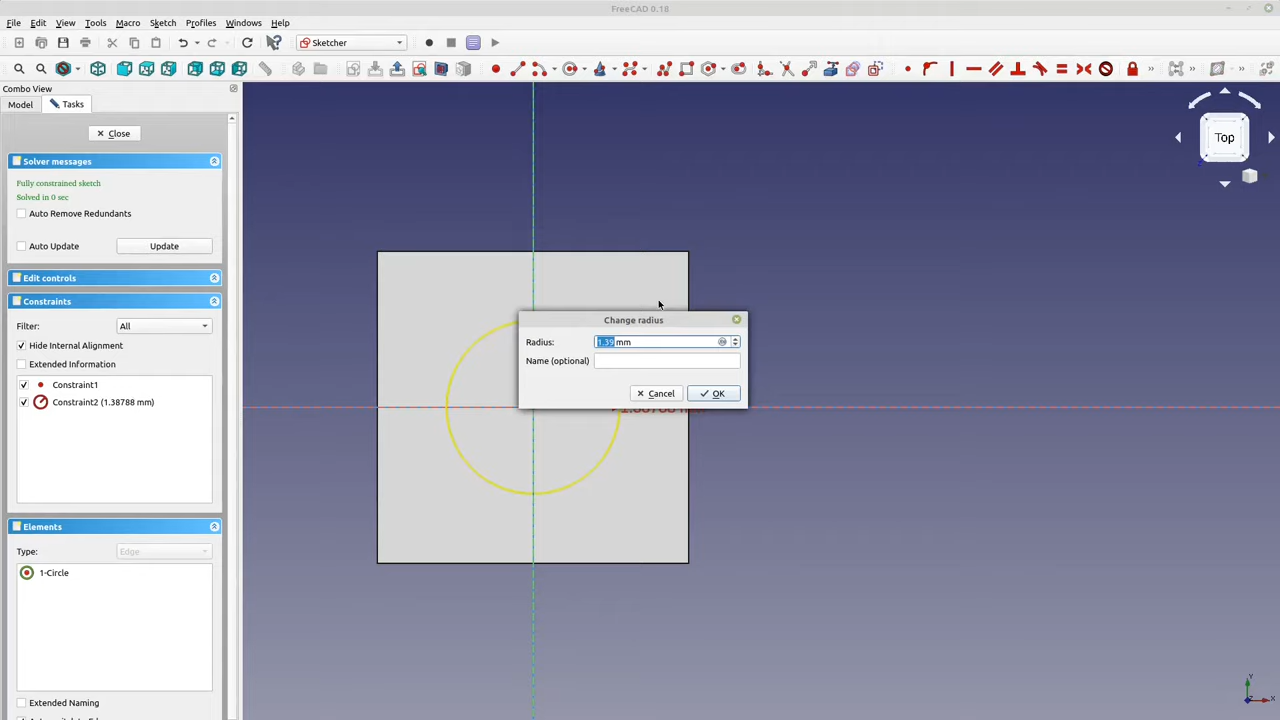 FreeCAD 0.18
File Edit View Tools Macro Sketch Profiles Windows Help
Sketcher
Combo View
Model Tasks
Close
Top
Solver messages
Fully constrained sketch
Solved in 0 sec
Auto Remove Redundants
Auto Update Update
Edit controls
Constraints
Filter: All
Hide Internal Alignment
Extended Information
Constraint1
Constraint2 (1.38788 mm)
Change radius
Radius: 1.39 mm
Name (optional)
Cancel OK
Elements
Type: Edge
1-Circle
Extended Naming
Y
X